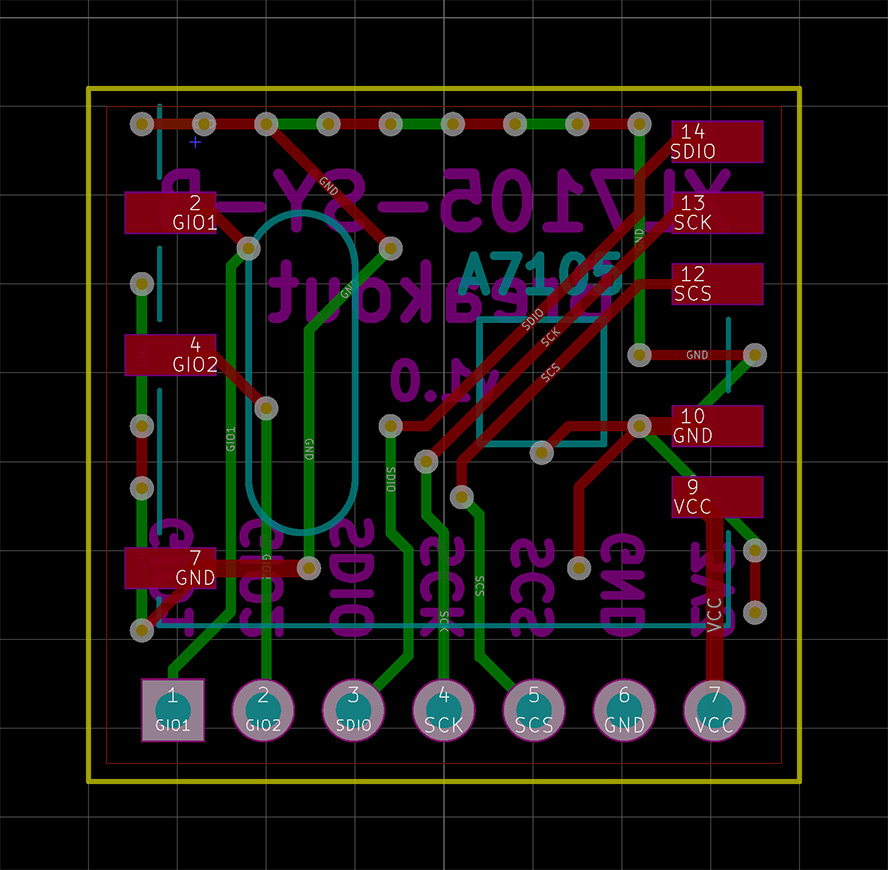 14
SDIO
XL7105-SY-P
2
GIO1
GND
13
SCK
GND
A7105
Breakout
GND
12
SCS
SDIO
SCK
4
GIO2
GND
SCS
v1.0
10
GND
GIO1
GND
SDIO
9
VCC
GIO1
GIO2
SDIO
SCK
SCS
GND
3V3
7
GND
GIO2
SCS
SCK
VCC
1
GIO1
2
GIO2
3
SDIO
4
SCK
5
SCS
6
GND
7
VCC